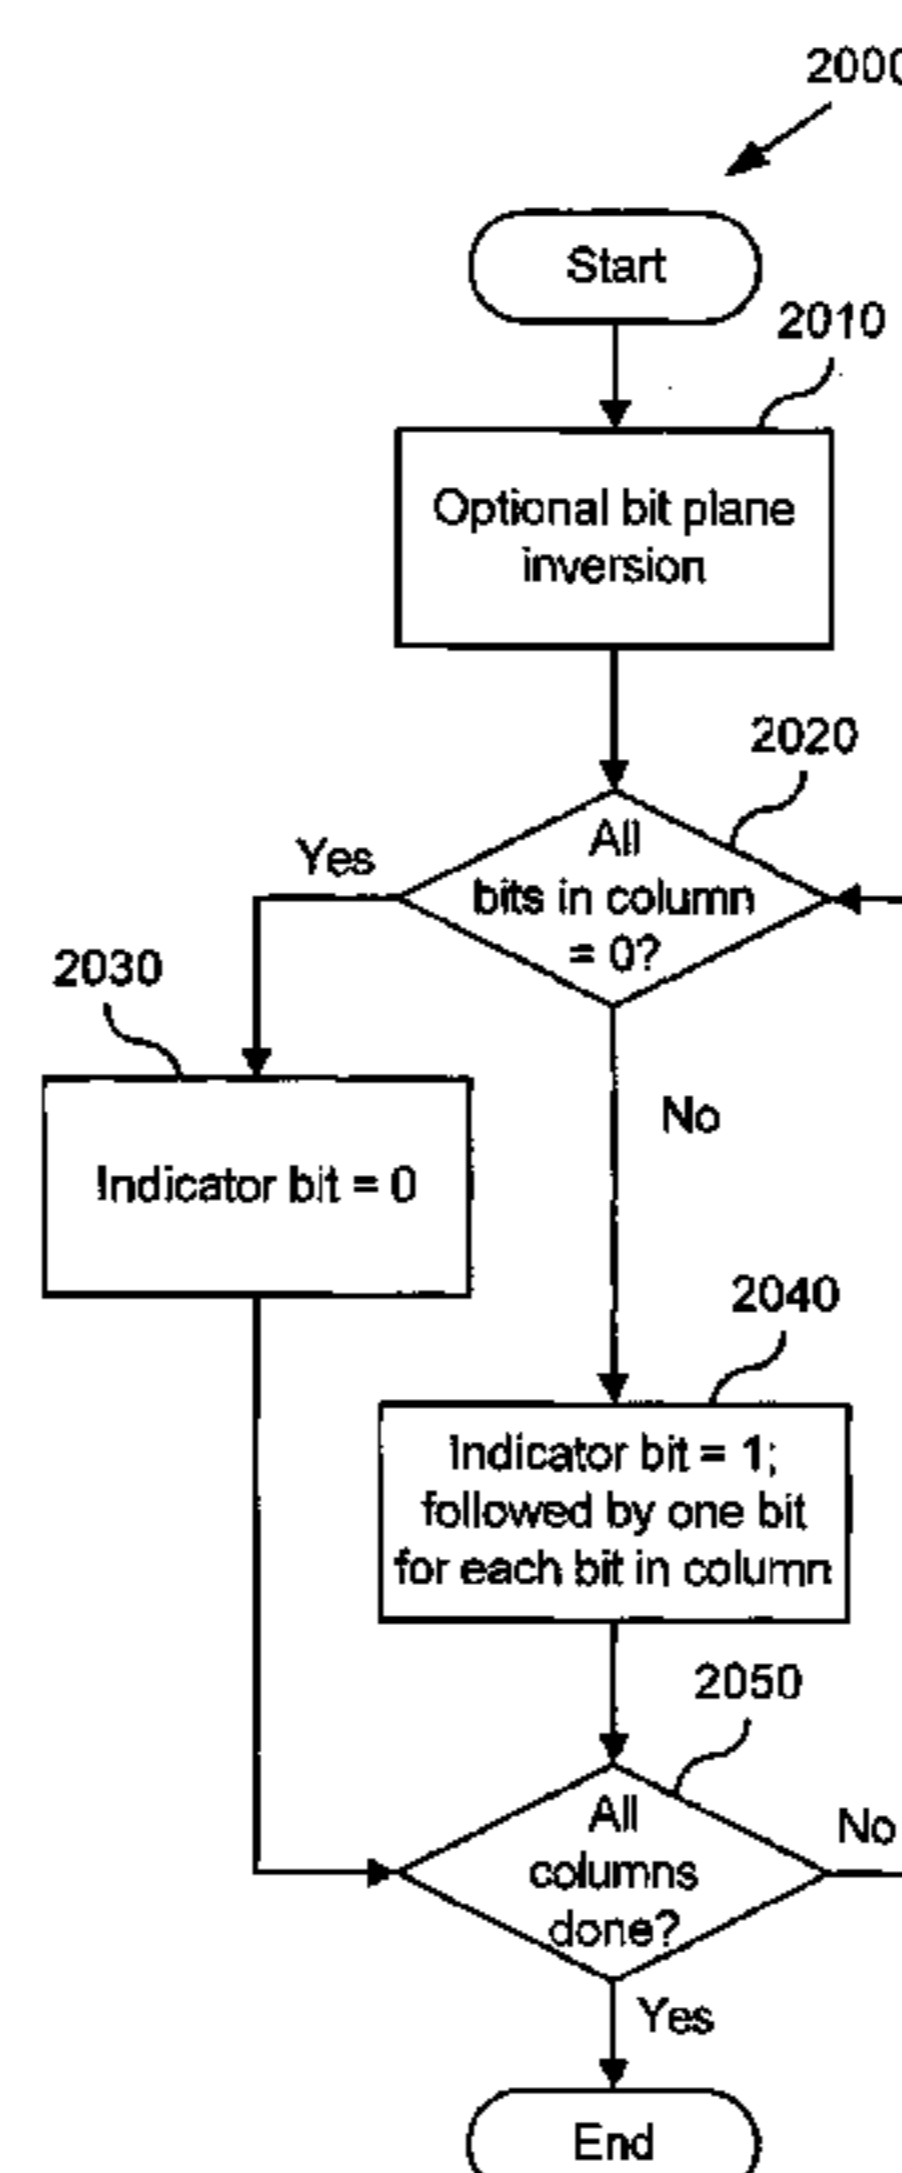 2000
Start
2010
Optional bit plane
inversion
2020
All
bits in column
= 0?
Yes
2030
Indicator bit = 0
No
2040
Indicator bit = 1;
followed by one bit
for each bit in column
2050
All
columns
done?
No
Yes
End